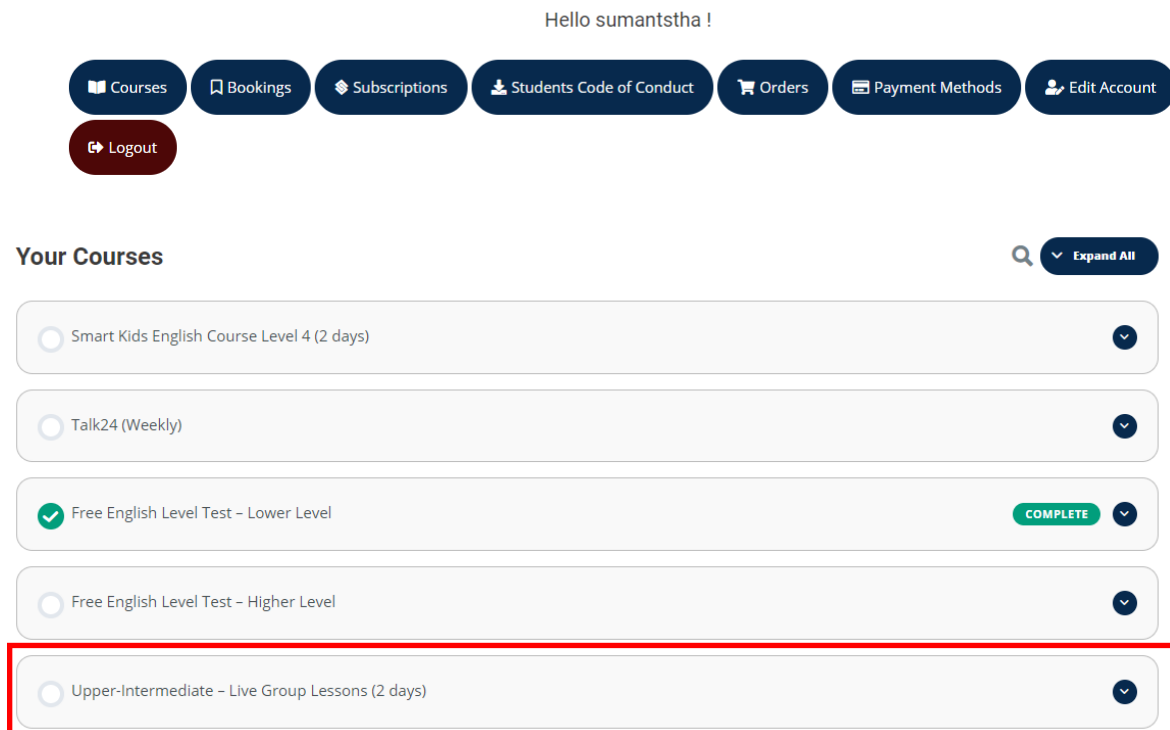 Hello sumantstha !
Courses Bookings Subscriptions Students Code of Conduct Orders Payment Methods Edit Account
Logout
Your Courses Expand All
Smart Kids English Course Level 4 (2 days)
Talk24 (Weekly)
Free English Level Test – Lower Level COMPLETE
Free English Level Test – Higher Level
Upper-Intermediate – Live Group Lessons (2 days)